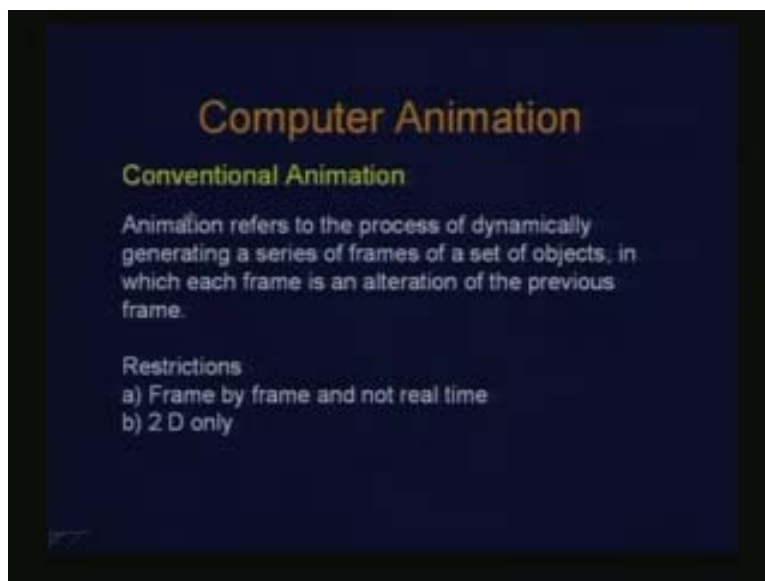 Computer Animation
Conventional Animation
Animation refers to the process of dynamically
generating a series of frames of a set of objects, in
which each frame is an alteration of the previous
frame.
Restrictions
a) Frame by frame and not real time
b) 2 D only